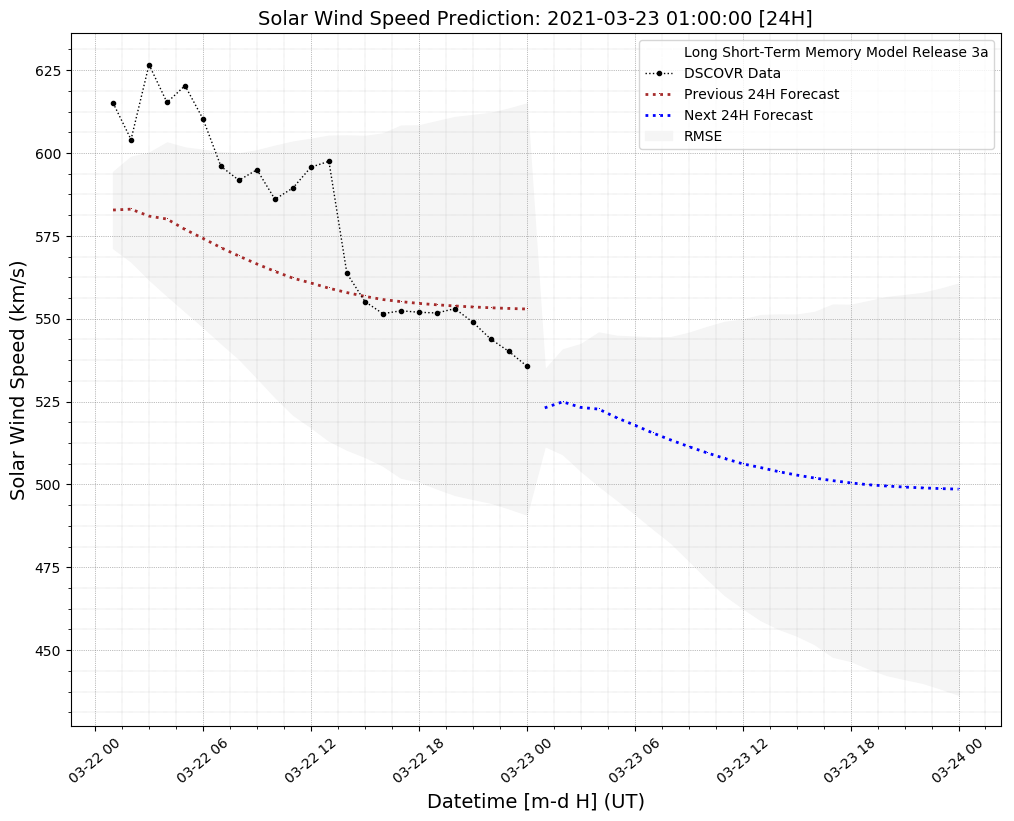 Solar Wind Speed Prediction: 2021-03-23 01:00:00 [24H]
Long Short-Term Memory Model Release 3a
DSCOVR Data
Previous 24H Forecast
Next 24H Forecast
RMSE
Solar Wind Speed (km/s)
625
600
575
550
525
500
475
450
03-22 00
03-22 06
03-22 12
03-22 18
03-23 00
03-23 06
03-23 12
03-23 18
03-24 00
Datetime [m-d H] (UT)